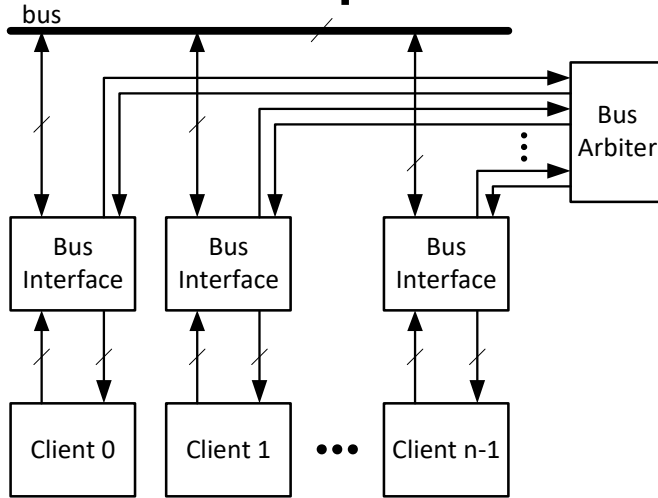 bus
Bus
Arbiter
Bus
Interface
Bus
Interface
Bus
Interface
Client 0
Client 1
Client n-1